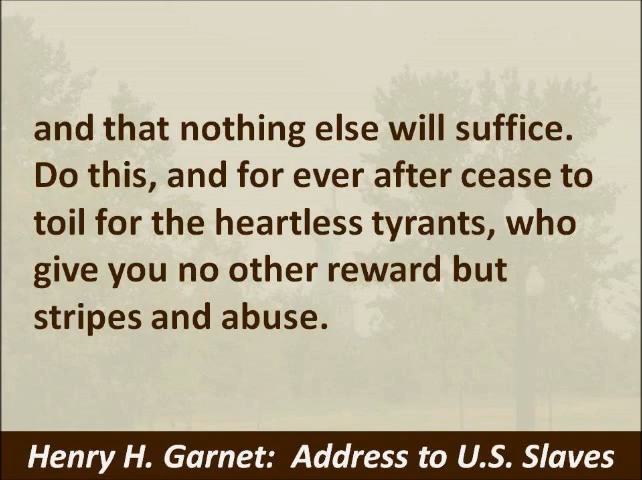 and that nothing else will suffice.
Do this, and for ever after cease to
toil for the heartless tyrants, who
give you no other reward but
stripes and abuse.
Henry H. Garnet: Address to U.S. Slaves